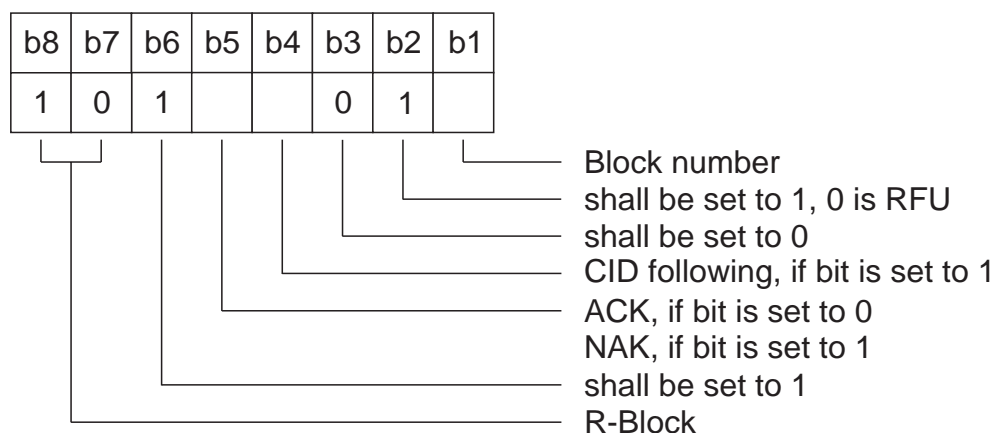 b8 b7 b6 b5 b4 b3 b2 b1
1 0 1 0 1
Block number
shall be set to 1, 0 is RFU
shall be set to 0
CID following, if bit is set to 1
ACK, if bit is set to 0
NAK, if bit is set to 1
shall be set to 1
R-Block